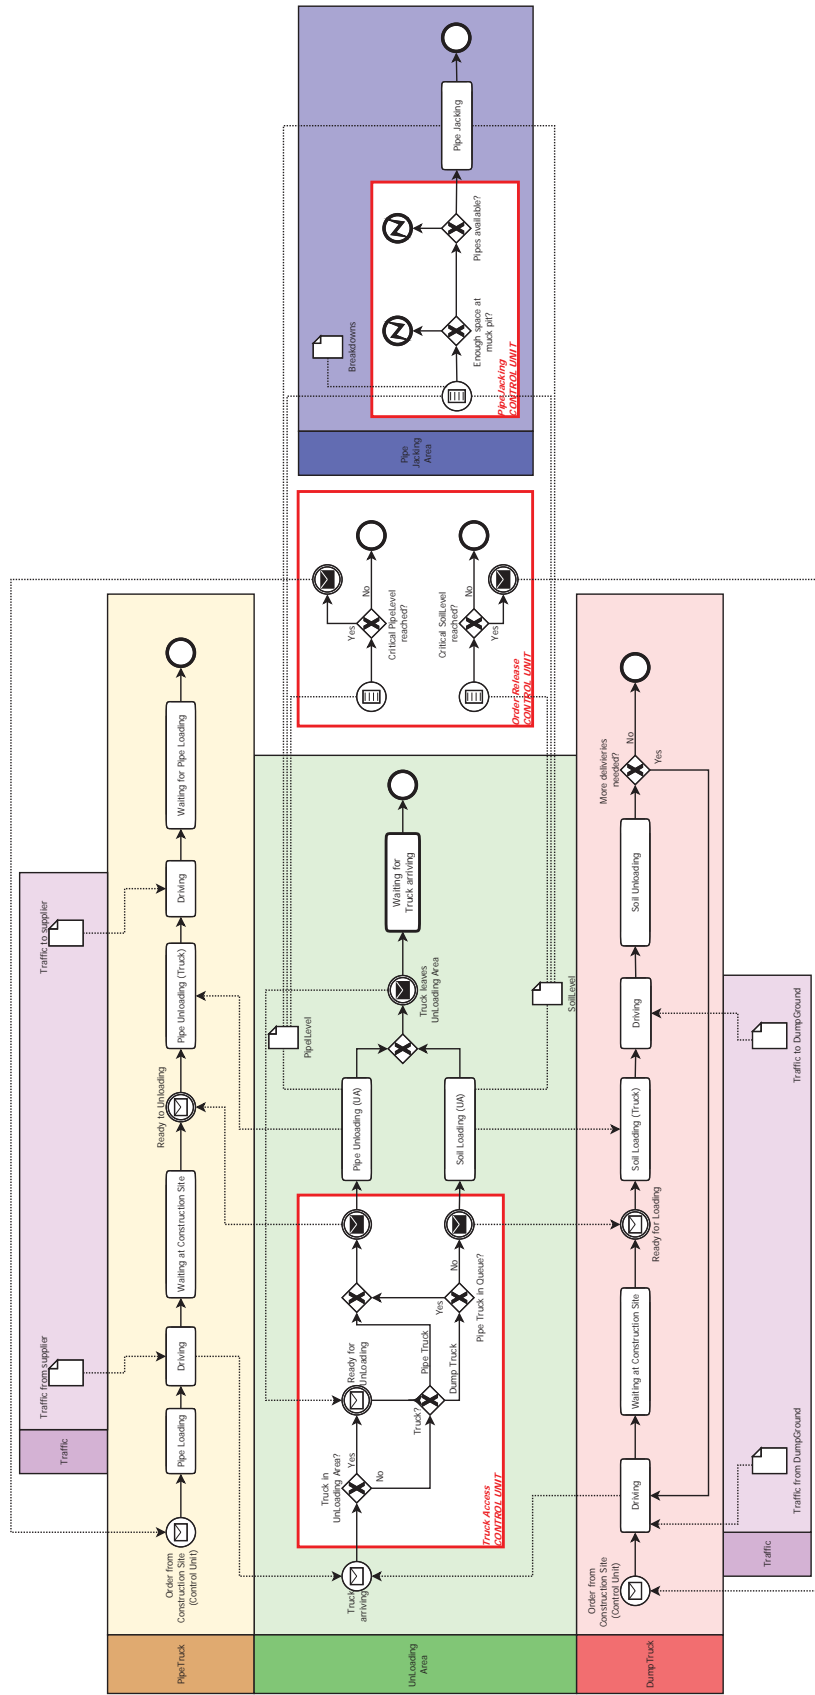 Traffic
Traffic from supplier
Traffic to supplier
PipeTruck
Order from
Construction Site
(Control Unit)
Pipe Loading
Driving
Waiting at Construction Site
Ready to Unloading
Pipe Unloading (Truck)
Driving
Waiting for Pipe Loading
UnLoading
Area
Truck
arriving
Truck Access
CONTROL UNIT
Truck in
UnLoading Area?
Yes
No
Ready for
UnLoading
Truck?
Pipe Truck
Dump Truck
Yes
No
Pipe Truck in Queue?
Pipe Unloading (UA)
Soil Loading (UA)
PipeLevel
SoilLevel
Truck leaves
UnLoading Area
Waiting for
Truck arriving
Order Release
CONTROL UNIT
Critical PipeLevel
reached?
Yes
No
Critical SoilLevel
reached?
No
Yes
Pipe
Jacking
Area
PipeJacking
CONTROL UNIT
Breakdowns
Enough space at
muck pit?
Pipes available?
Pipe Jacking
DumpTruck
Order from
Construction Site
(Control Unit)
Driving
Waiting at Construction Site
Ready for Loading
Soil Loading (Truck)
Driving
Soil Unloading
More delivieries
needed?
No
Yes
Traffic
Traffic from DumpGround
Traffic to DumpGround